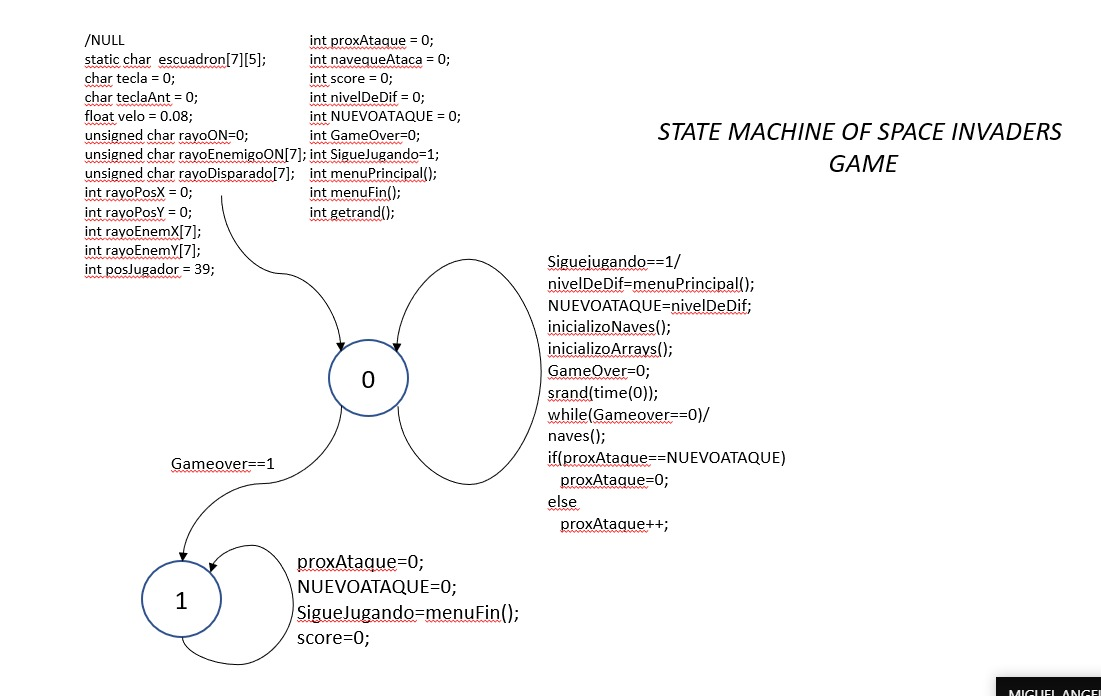 /NULL
static char escuadron[7][5];
char tecla = 0;
char teclaAnt = 0;
float velo = 0.08;
unsigned char rayoON=0;
unsigned char rayoEnemigoON[7];
unsigned char rayoDisparado[7];
int rayoPosX = 0;
int rayoPosY = 0;
int rayoEnemX[7];
int rayoEnemY[7];
int posJugador = 39;
int proxAtaque = 0;
int navequeAtaca = 0;
int score = 0;
int nivelDeDif = 0;
int NUEVOATAQUE = 0;
int GameOver=0;
int SigueJugando=1;
int menuPrincipal();
int menuFin();
int getrand();
STATE MACHINE OF SPACE INVADERS
GAME
Siguejugando==1/
nivelDeDif=menuPrincipal();
NUEVOATAQUE=nivelDeDif;
inicializoNaves();
inicializoArrays();
GameOver=0;
srand(time(0));
while(Gameover==0)/
naves();
if(proxAtaque==NUEVOATAQUE)
proxAtaque=0;
else
proxAtaque++;
0
Gameover==1
1
proxAtaque=0;
NUEVOATAQUE=0;
SigueJugando=menuFin();
score=0;